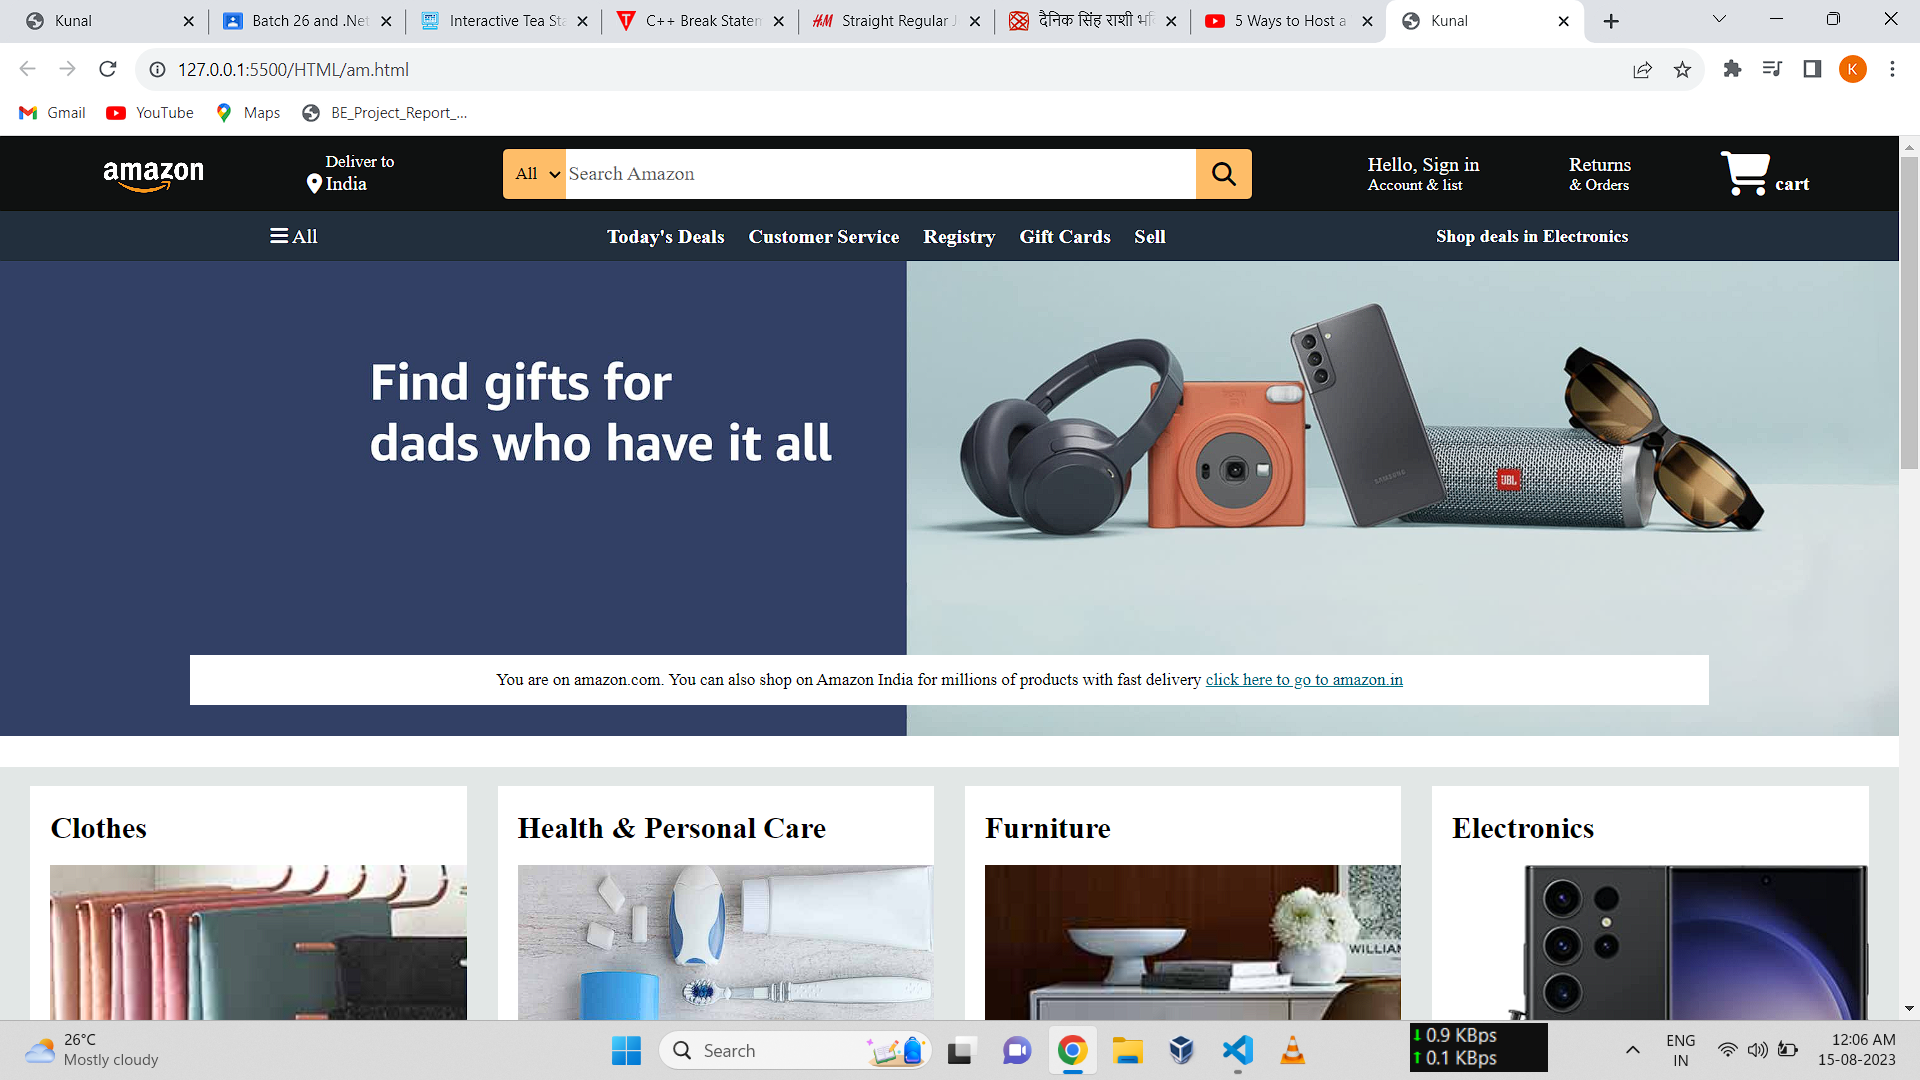 Kunal
Batch 26 and .Net
Interactive Tea Sta
C++ Break Statem
H&M Straight Regular J
दैनिक सिंह राशी भवि
5 Ways to Host a
Kunal
127.0.0.1:5500/HTML/am.html
K
Gmail
YouTube
Maps
BE_Project_Report_...
amazon
Deliver to
India
All
Search Amazon
Hello, Sign in
Account & list
Returns
& Orders
cart
All
Today's Deals
Customer Service
Registry
Gift Cards
Sell
Shop deals in Electronics
Find gifts for
dads who have it all
SAMSUNG
JBL
You are on amazon.com. You can also shop on Amazon India for millions of products with fast delivery click here to go to amazon.in
Clothes
Health & Personal Care
Furniture
Electronics
WILLIAM
26°C
Mostly cloudy
Search
↓ 0.9 KBps
↑ 0.1 KBps
ENG
IN
12:06 AM
15-08-2023